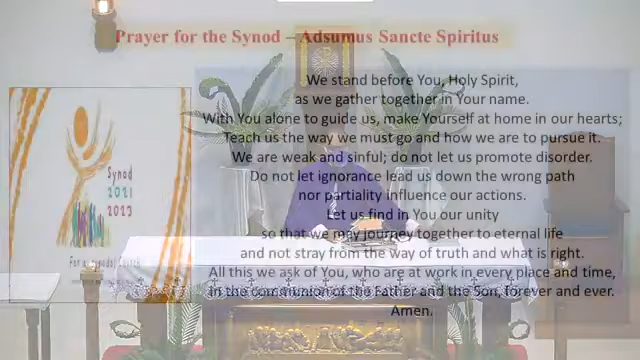 Prayer for the Synod – Adsumus Sancte Spiritus
We stand before You, Holy Spirit,
as we gather together in Your name.
With You alone to guide us, make Yourself at home in our hearts;
Teach us the way we must go and how we are to pursue it.
We are weak and sinful; do not let us promote disorder.
Do not let ignorance lead us down the wrong path
nor partiality influence our actions.
Let us find in You our unity
so that we may journey together to eternal life
and not stray from the way of truth and what is right.
All this we ask of You, who are at work in every place and time,
in the communion of the Father and the Son, forever and ever.
Amen.
Synod
2021
2023
For a synodal Church